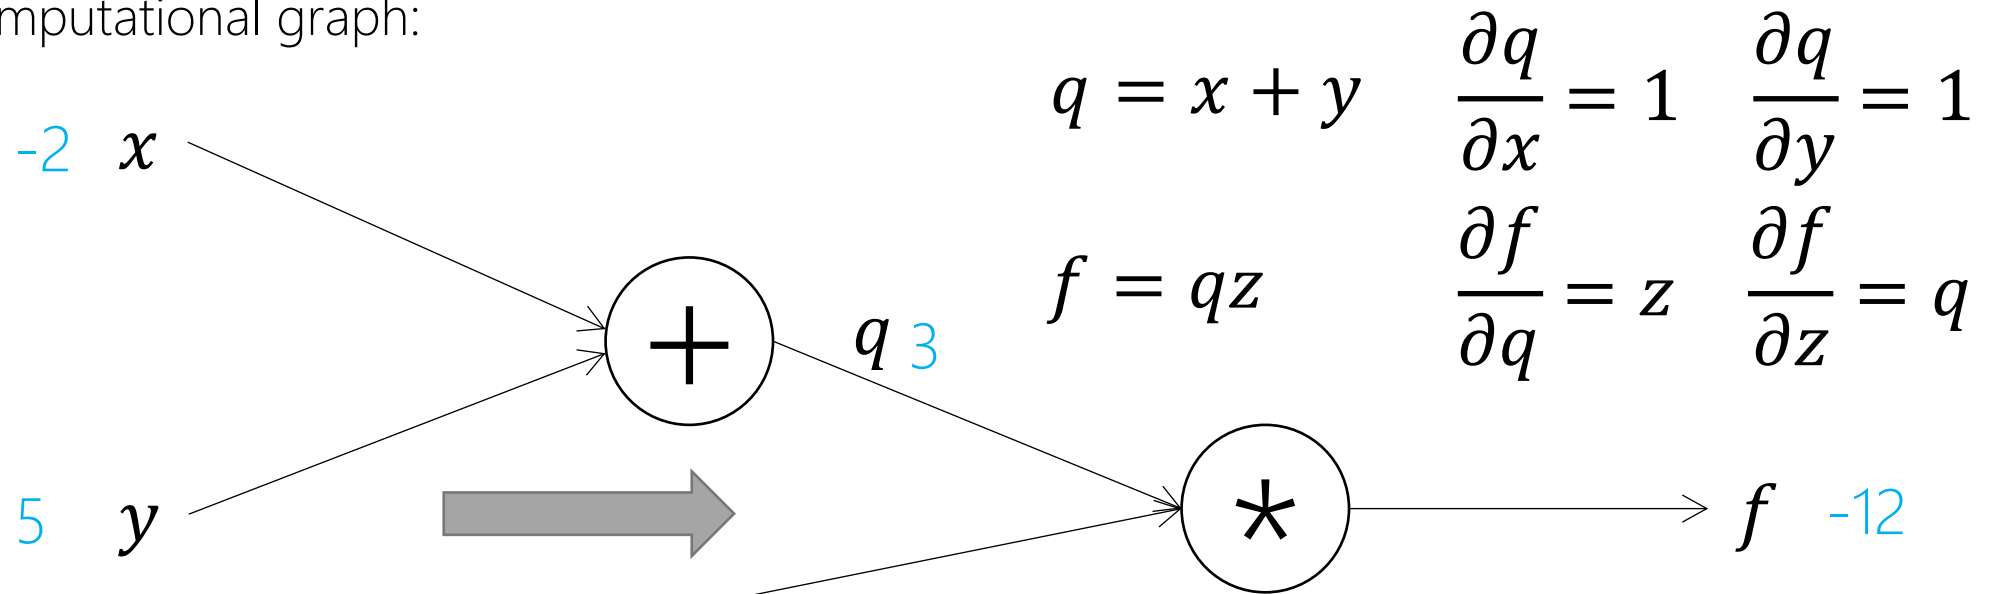 mputational graph:
q = x + y   ∂q/∂x = 1   ∂q/∂y = 1
-2 x
f = qz   ∂f/∂q = z   ∂f/∂z = q
+
q 3
5 y
*
f -12